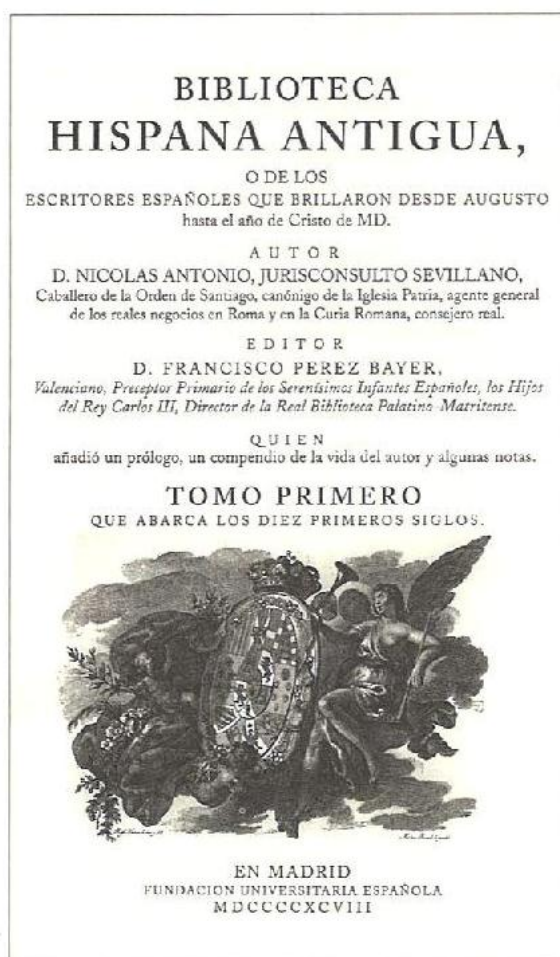 BIBLIOTECA
HISPANA ANTIGUA,
O DE LOS
ESCRITORES ESPAÑOLES QUE BRILLARON DESDE AUGUSTO
hasta el año de Cristo de MD.
AUTOR
D. NICOLAS ANTONIO, JURISCONSULTO SEVILLANO,
Caballero de la Orden de Santiago, canónigo de la Iglesia Patria, agente general
de los reales negocios en Roma y en la Curia Romana, consejero real.
EDITOR
D. FRANCISCO PEREZ BAYER,
Valenciano, Preceptor Primario de los Serenísimos Infantes Españoles, los Hijos
del Rey Carlos III, Director de la Real Biblioteca Palatino-Matritense.
QUIEN
añadió un prólogo, un compendio de la vida del autor y algunas notas.
TOMO PRIMERO
QUE ABARCA LOS DIEZ PRIMEROS SIGLOS.
EN MADRID
FUNDACION UNIVERSITARIA ESPAÑOLA
MDCCCCXCVIII